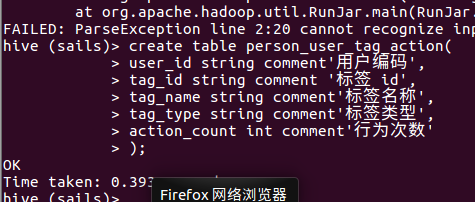 at org.apache.hadoop.util.RunJar.main(RunJar.
FAILED: ParseException line 2:20 cannot recognize inp
hive (sails)> create table person_user_tag_action(
> user_id string comment'用户编码',
> tag_id string comment '标签 id',
> tag_name string comment'标签名称',
> tag_type string comment'标签类型',
> action_count int comment'行为次数'
> );
OK
Time taken: 0.393
hive (sails)>
Firefox 网络浏览器